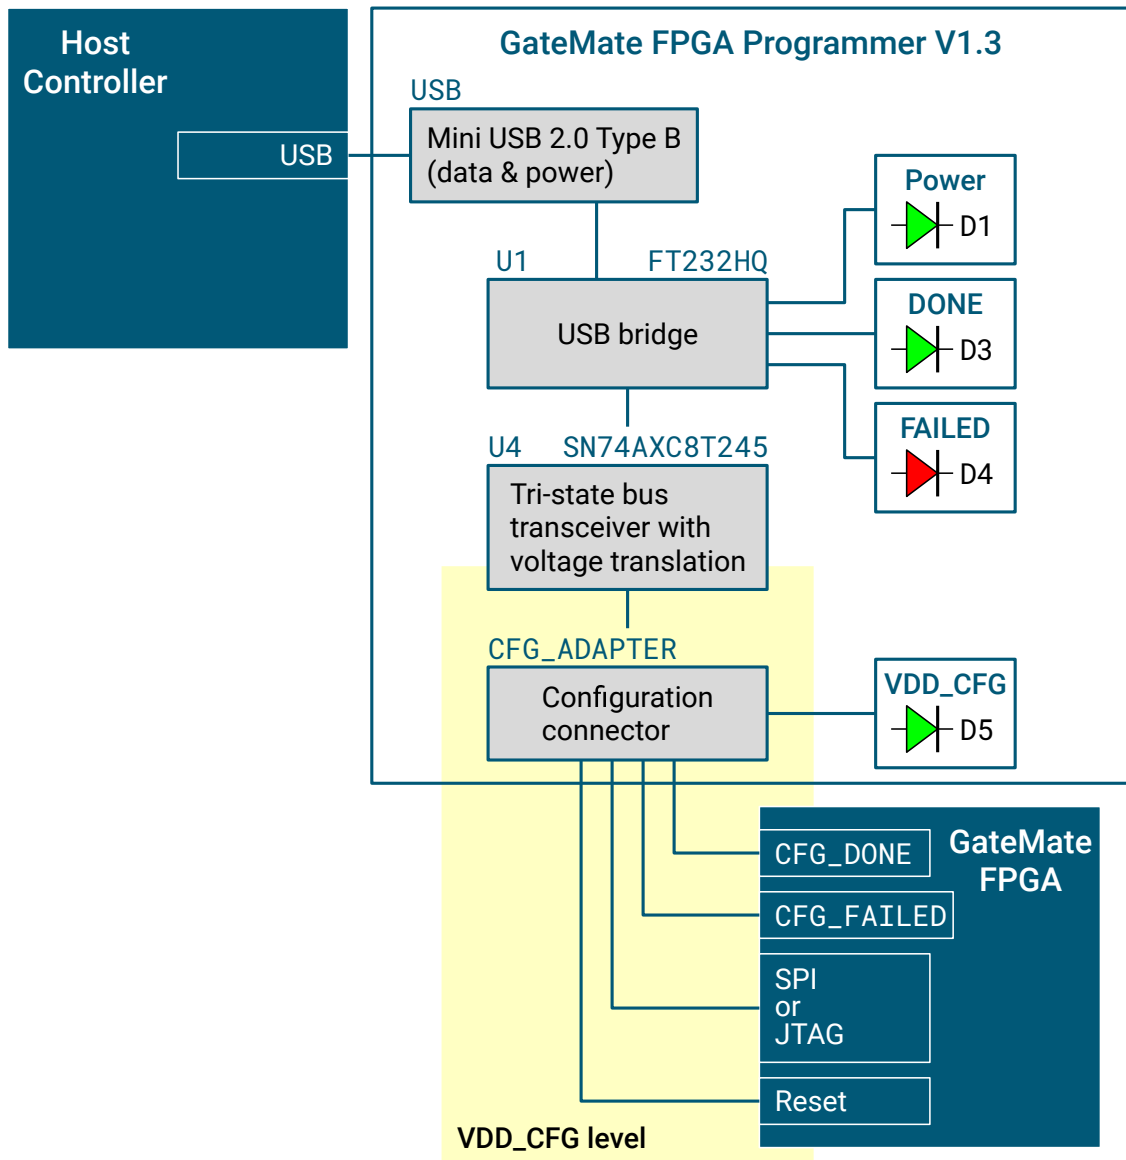 Host
Controller
USB
GateMate FPGA Programmer V1.3
USB
Mini USB 2.0 Type B
(data & power)
U1 FT232HQ
USB bridge
Power
D1
DONE
D3
FAILED
D4
U4 SN74AXC8T245
Tri-state bus
transceiver with
voltage translation
CFG_ADAPTER
Configuration
connector
VDD_CFG
D5
GateMate
FPGA
CFG_DONE
CFG_FAILED
SPI
or
JTAG
Reset
VDD_CFG level